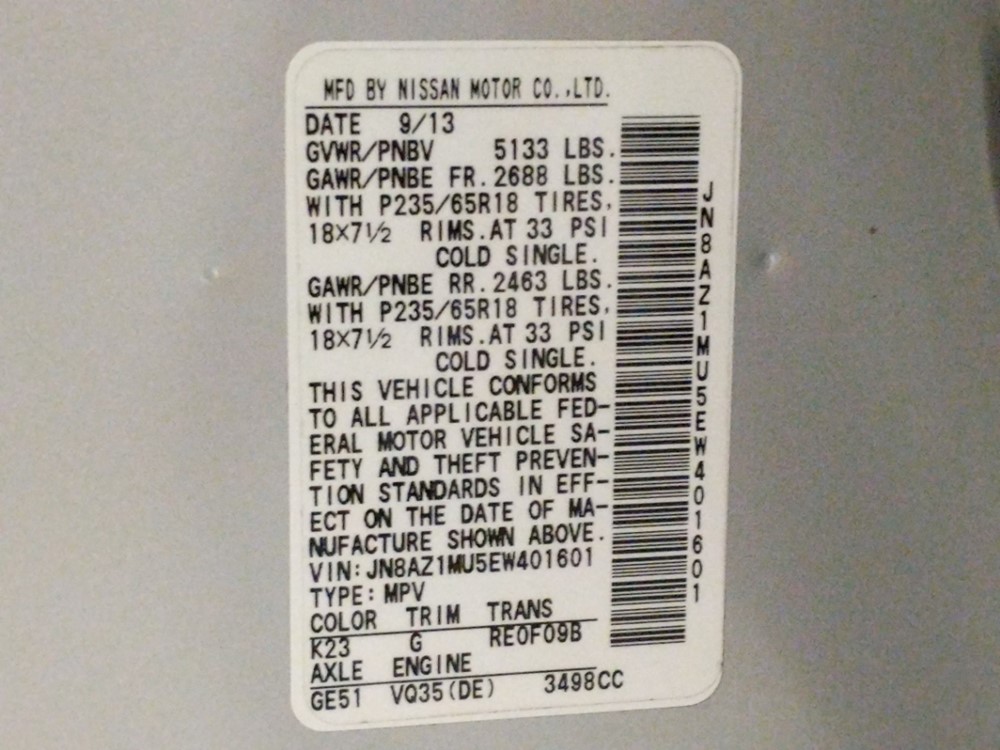 MFD BY NISSAN MOTOR CO.,LTD.
DATE 9/13
GVWR/PNBV 5133 LBS.
GAWR/PNBE FR.2688 LBS.
WITH P235/65R18 TIRES,
18×7½ RIMS.AT 33 PSI
COLD SINGLE.
GAWR/PNBE RR.2463 LBS.
WITH P235/65R18 TIRES,
18×7½ RIMS.AT 33 PSI
COLD SINGLE.
THIS VEHICLE CONFORMS
TO ALL APPLICABLE FED-
ERAL MOTOR VEHICLE SA-
FETY AND THEFT PREVEN-
TION STANDARDS IN EFF-
ECT ON THE DATE OF MA-
NUFACTURE SHOWN ABOVE.
VIN:JN8AZ1MU5EW401601
TYPE:MPV
COLOR TRIM TRANS
K23 G RE0F09B
AXLE ENGINE
GE51 VQ35(DE) 3498CC
JN8AZ1MU5EW401601